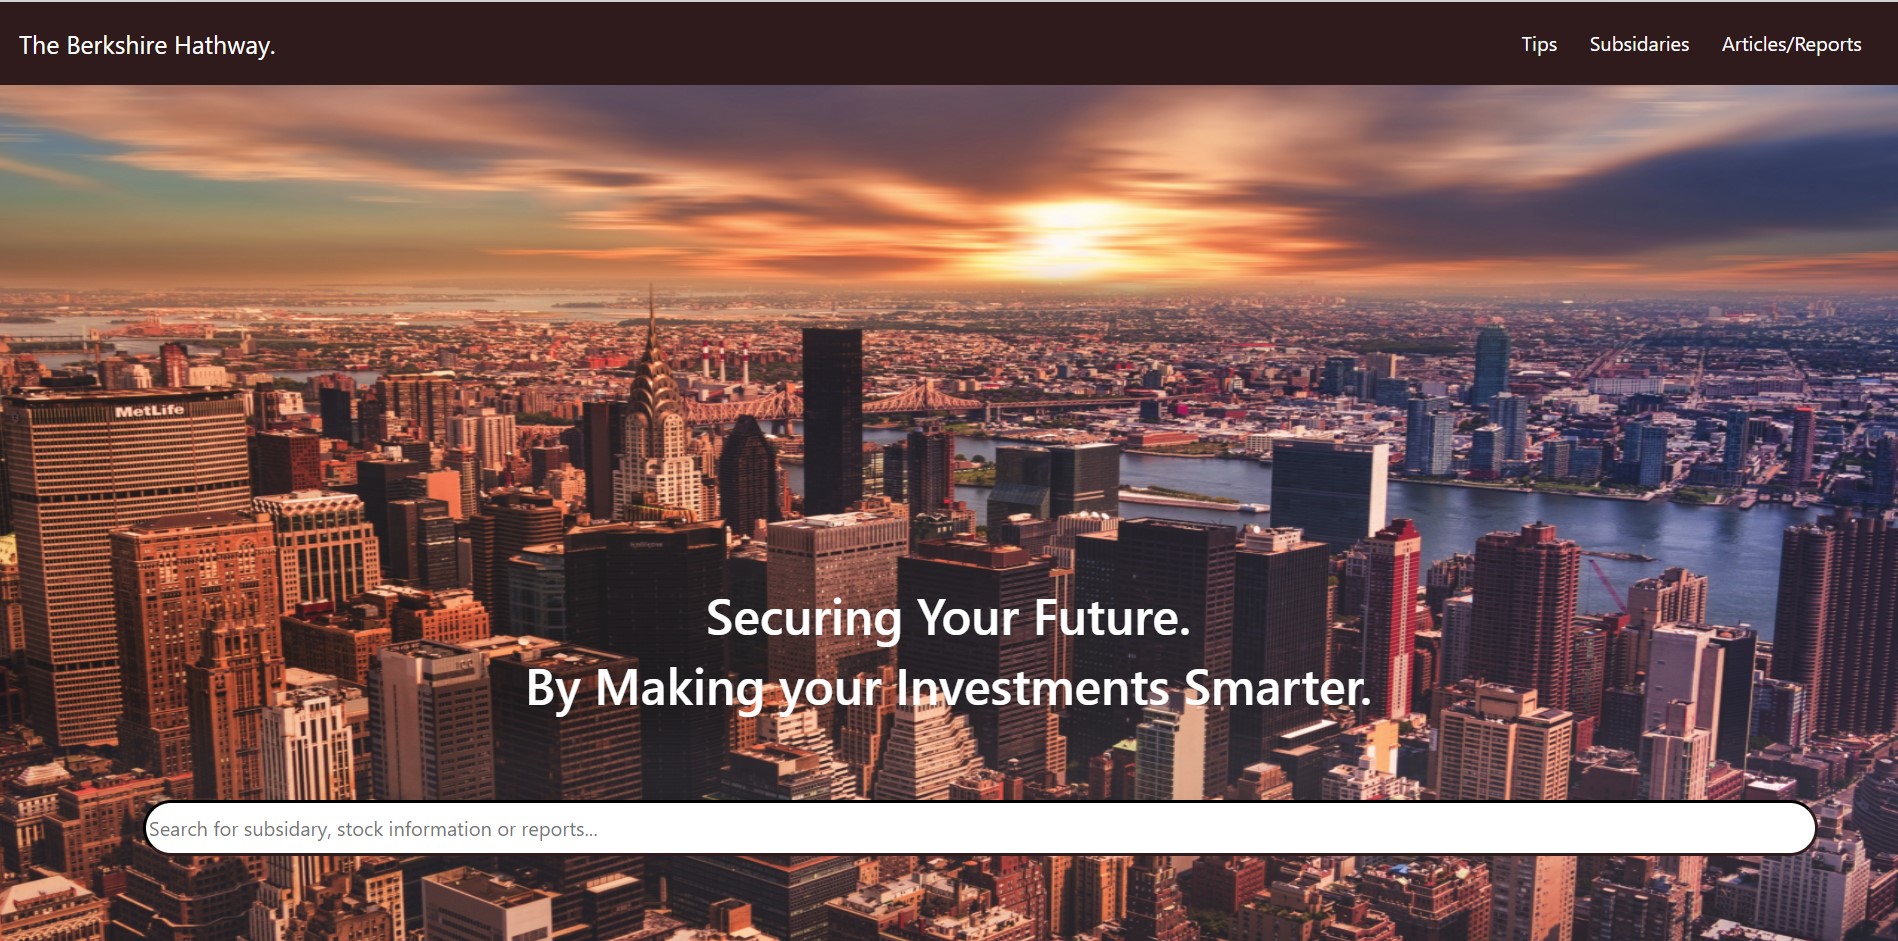 The Berkshire Hathway.
Tips Subsidaries Articles/Reports
MetLife
Securing Your Future.
By Making your Investments Smarter.
Search for subsidary, stock information or reports...